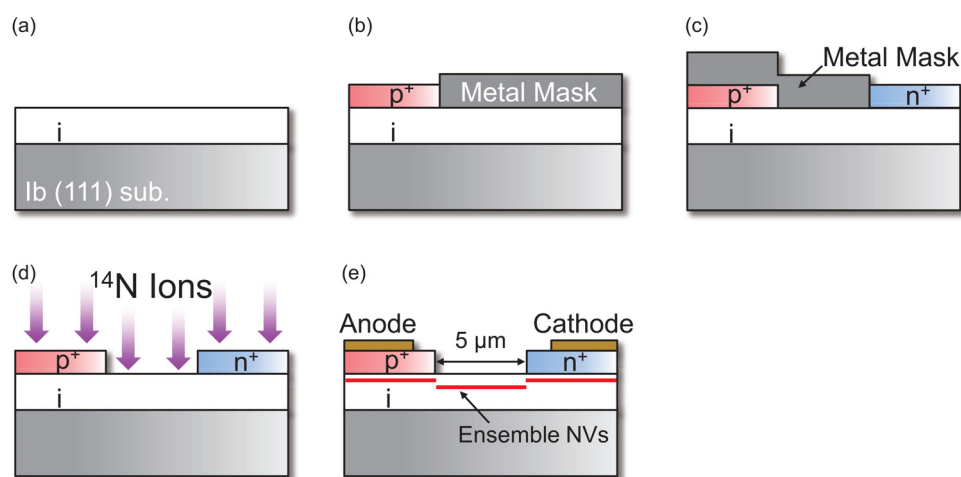 (a)
i
Ib (111) sub.
(b)
p+
Metal Mask
i
(c)
Metal Mask
p+
n+
i
(d)
¹⁴N Ions
p+
n+
i
(e)
Anode
Cathode
5 μm
p+
n+
i
Ensemble NVs